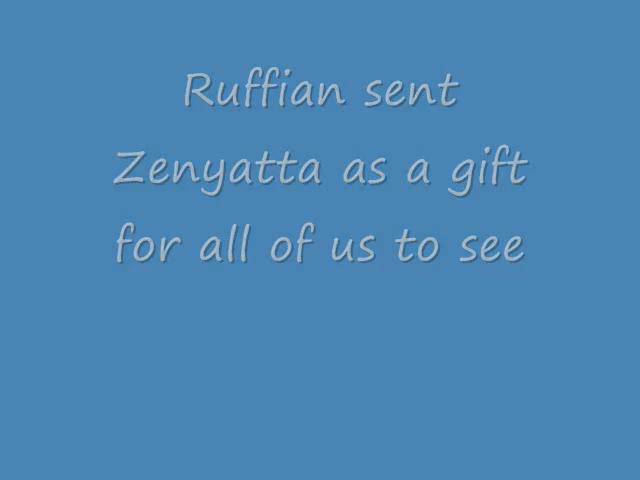 Ruffian sent
Zenyatta as a gift
for all of us to see